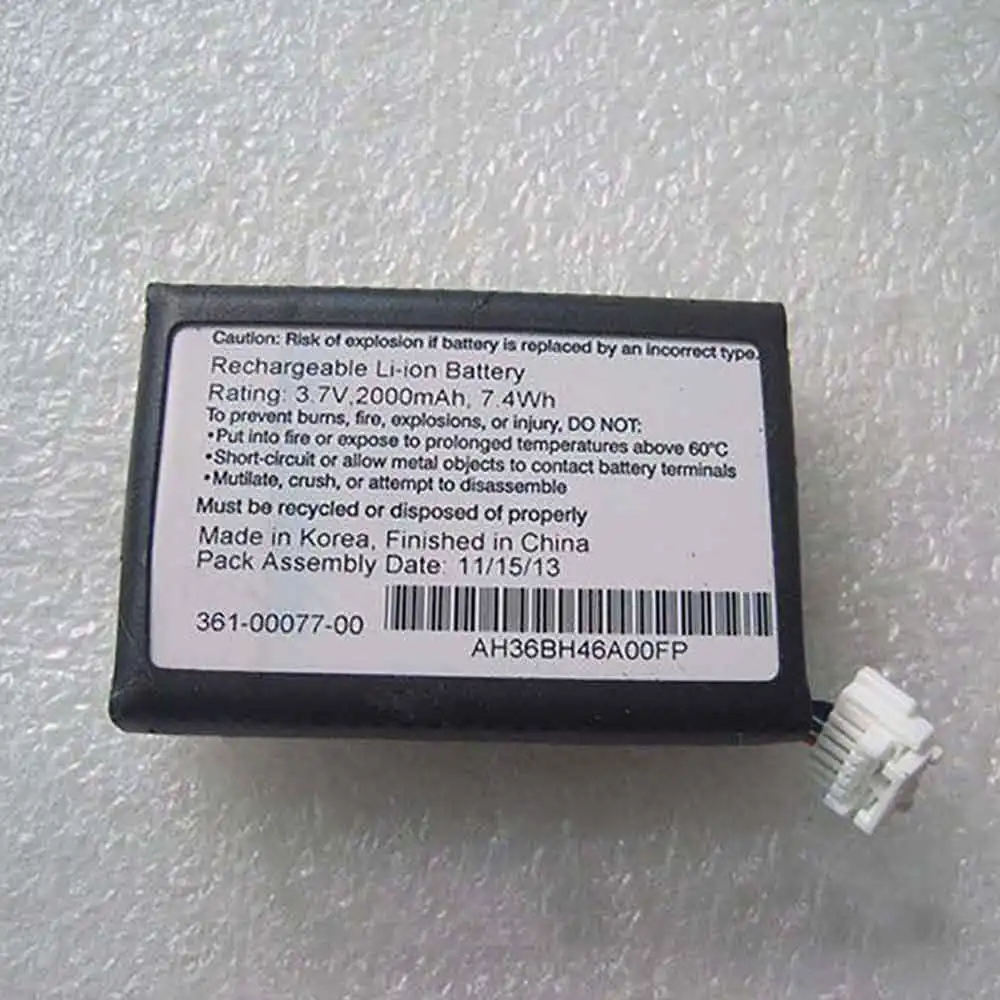 Caution: Risk of explosion if battery is replaced by an incorrect type.
Rechargeable Li-ion Battery
Rating: 3.7V,2000mAh, 7.4Wh
To prevent burns, fire, explosions, or injury, DO NOT:
•Put into fire or expose to prolonged temperatures above 60°C
•Short-circuit or allow metal objects to contact battery terminals
•Mutilate, crush, or attempt to disassemble
Must be recycled or disposed of properly
Made in Korea, Finished in China
Pack Assembly Date: 11/15/13
361-00077-00
AH36BH46A00FP